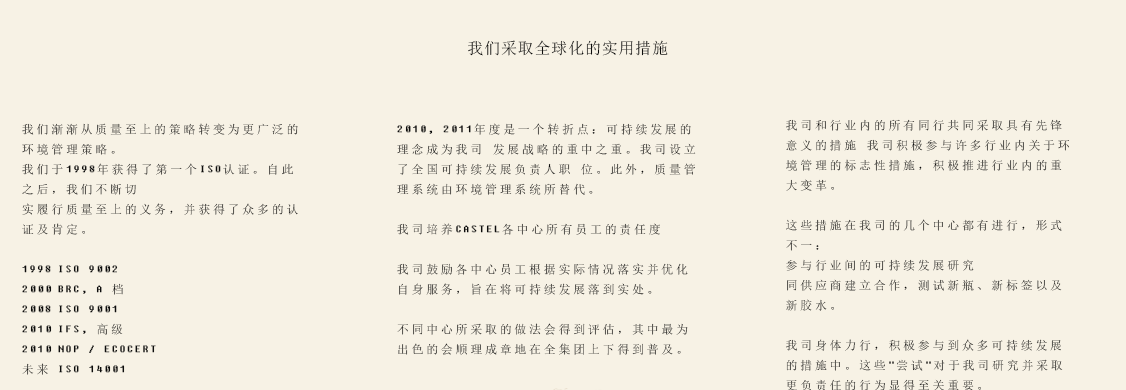 我们采取全球化的实用措施
我们渐渐从质量至上的策略转变为更广泛的
环境管理策略。
我们于1998年获得了第一个ISO认证。自此
之后，我们不断切
实履行质量至上的义务，并获得了众多的认
证及肯定。
1998 ISO 9002
2000 BRC, A 档
2008 ISO 9001
2010 IFS, 高级
2010 NOP / ECOCERT
未来 ISO 14001
2010, 2011年度是一个转折点：可持续发展的
理念成为我司 发展战略的重中之重。我司设立
了全国可持续发展负责人职 位。此外，质量管
理系统由环境管理系统所替代。
我司培养CASTEL各中心所有员工的责任度
我司鼓励各中心员工根据实际情况落实并优化
自身服务，旨在将可持续发展落到实处。
不同中心所采取的做法会得到评估，其中最为
出色的会顺理成章地在全集团上下得到普及。
我司和行业内的所有同行共同采取具有先锋
意义的措施 我司积极参与许多行业内关于环
境管理的标志性措施，积极推进行业内的重
大变革。
这些措施在我司的几个中心都有进行，形式
不一：
参与行业间的可持续发展研究
同供应商建立合作，测试新瓶、新标签以及
新胶水。
我司身体力行，积极参与到众多可持续发展
的措施中。这些"尝试"对于我司研究并采取
更负责任的行为显得至关重要。